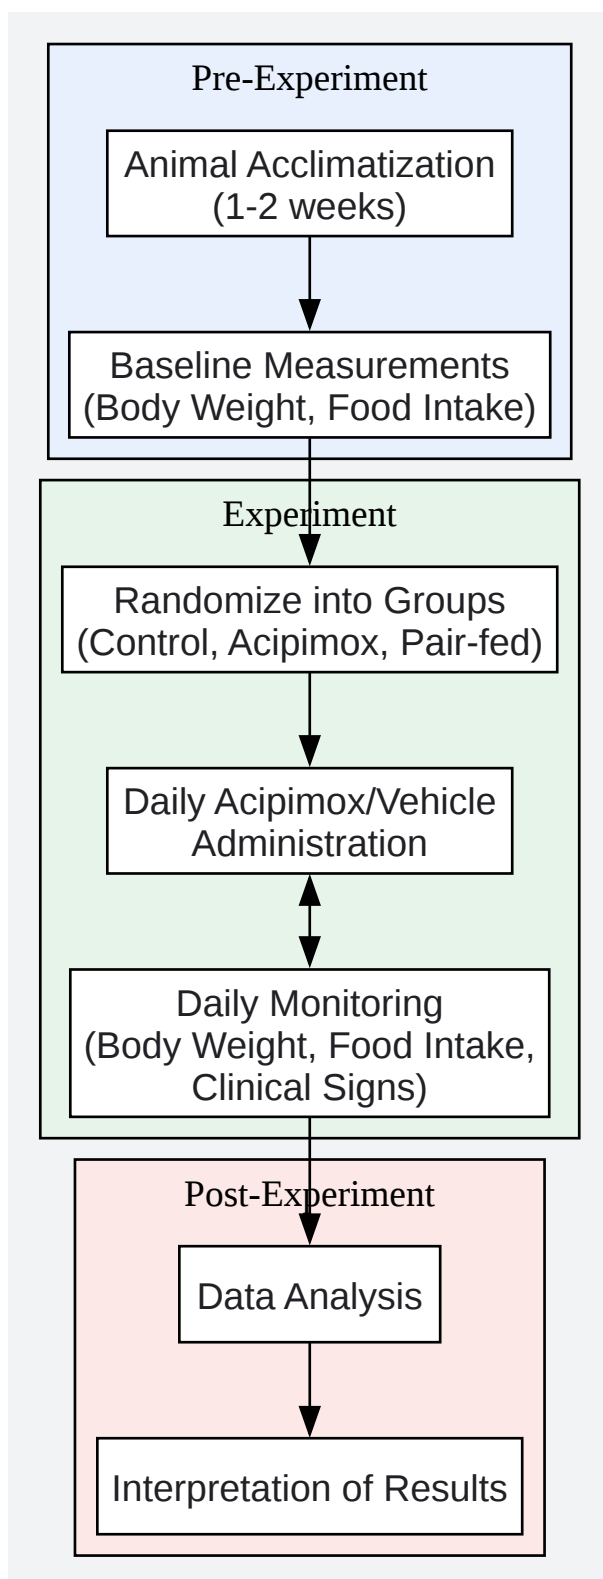 Pre-Experiment
Animal Acclimatization
(1-2 weeks)
Baseline Measurements
(Body Weight, Food Intake)
Experiment
Randomize into Groups
(Control, Acipimox, Pair-fed)
Daily Acipimox/Vehicle
Administration
Daily Monitoring
(Body Weight, Food Intake,
Clinical Signs)
Post-Experiment
Data Analysis
Interpretation of Results